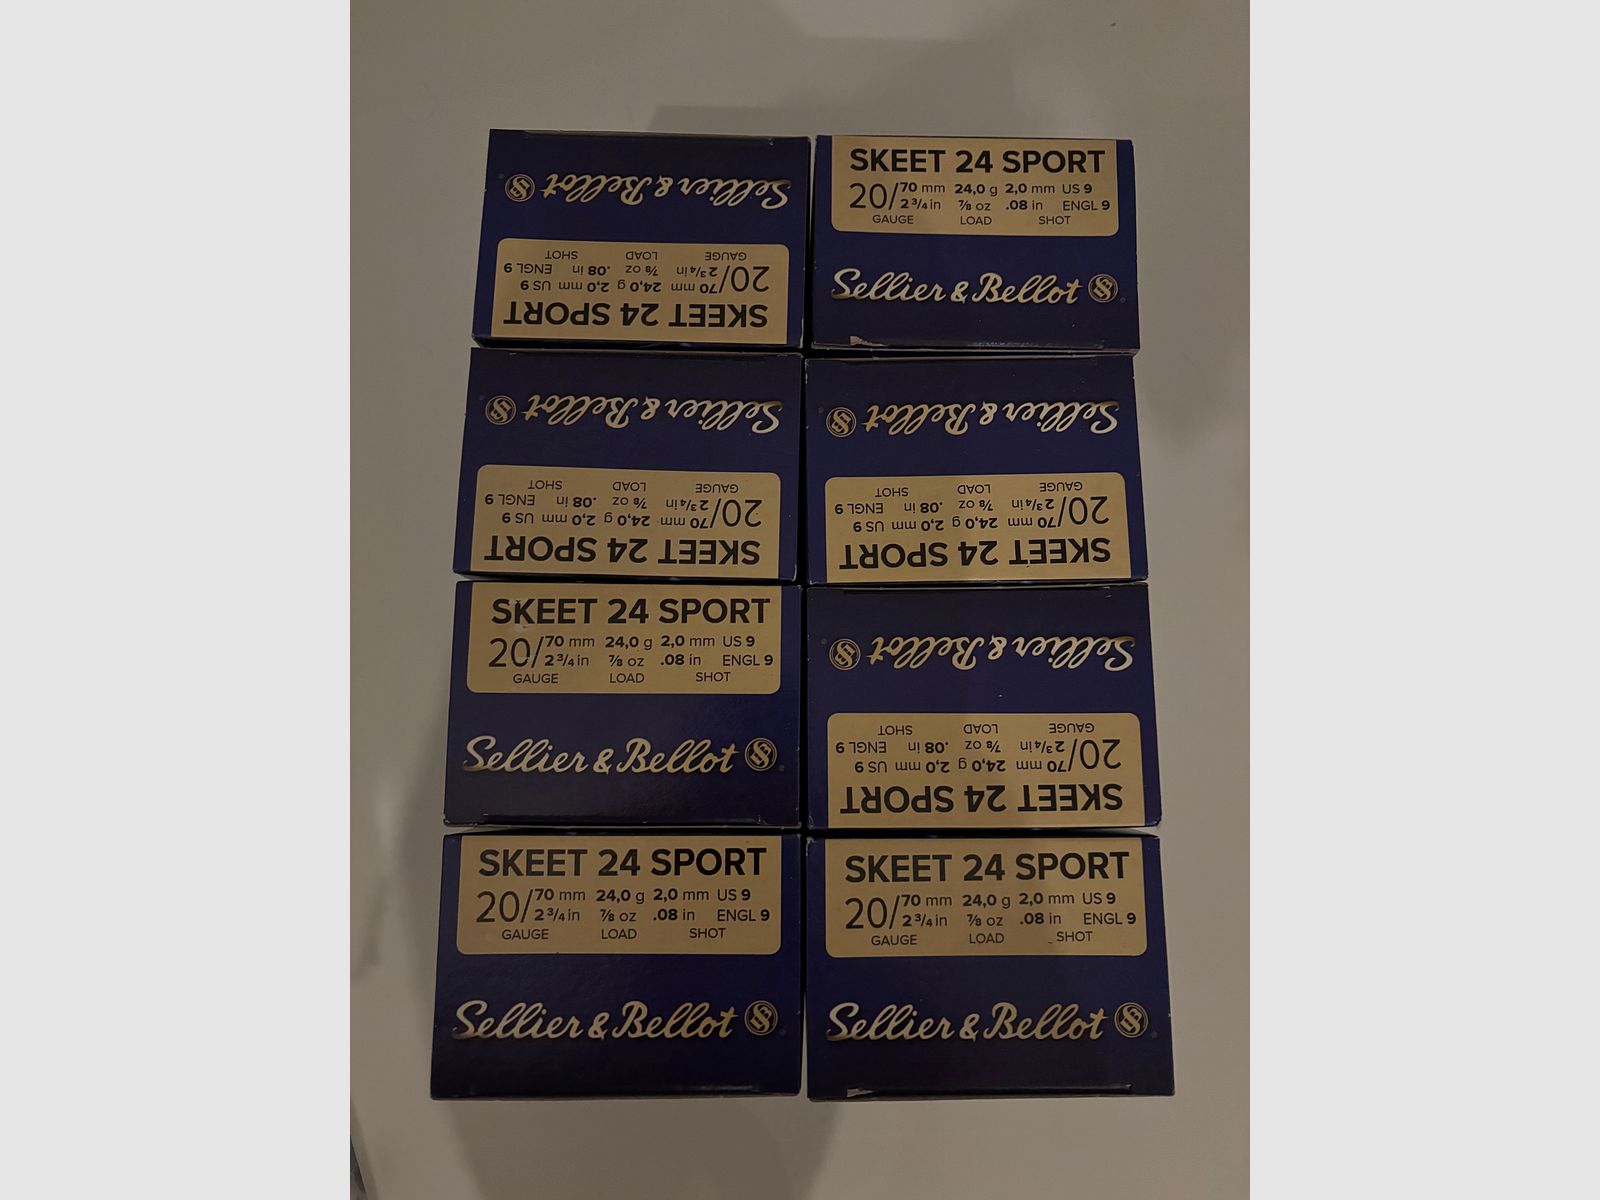 Sellier & Bellot
SHOT LOAD GAUGE
20/ 70 mm 24,0 g 2,0 mm US 9
2 3/4 in 7/8 oz .08 in ENGL 9
GAUGE LOAD SHOT
SKEET 24 SPORT
SKEET 24 SPORT
20/ 70 mm 24,0 g 2,0 mm US 9
2 3/4 in 7/8 oz .08 in ENGL 9
GAUGE LOAD SHOT
Sellier & Bellot
Sellier & Bellot
SKEET 24 SPORT
20/ 70 mm 24,0 g 2,0 mm US 9
2 3/4 in 7/8 oz .08 in ENGL 9
GAUGE LOAD SHOT
Sellier & Bellot
SKEET 24 SPORT
20/ 70 mm 24,0 g 2,0 mm US 9
2 3/4 in 7/8 oz .08 in ENGL 9
GAUGE LOAD SHOT
SKEET 24 SPORT
20/ 70 mm 24,0 g 2,0 mm US 9
2 3/4 in 7/8 oz .08 in ENGL 9
GAUGE LOAD SHOT
Sellier & Bellot
Sellier & Bellot
SKEET 24 SPORT
20/ 70 mm 24,0 g 2,0 mm US 9
2 3/4 in 7/8 oz .08 in ENGL 9
GAUGE LOAD SHOT
SKEET 24 SPORT
20/ 70 mm 24,0 g 2,0 mm US 9
2 3/4 in 7/8 oz .08 in ENGL 9
GAUGE LOAD SHOT
Sellier & Bellot
SKEET 24 SPORT
20/ 70 mm 24,0 g 2,0 mm US 9
2 3/4 in 7/8 oz .08 in ENGL 9
GAUGE LOAD SHOT
Sellier & Bellot